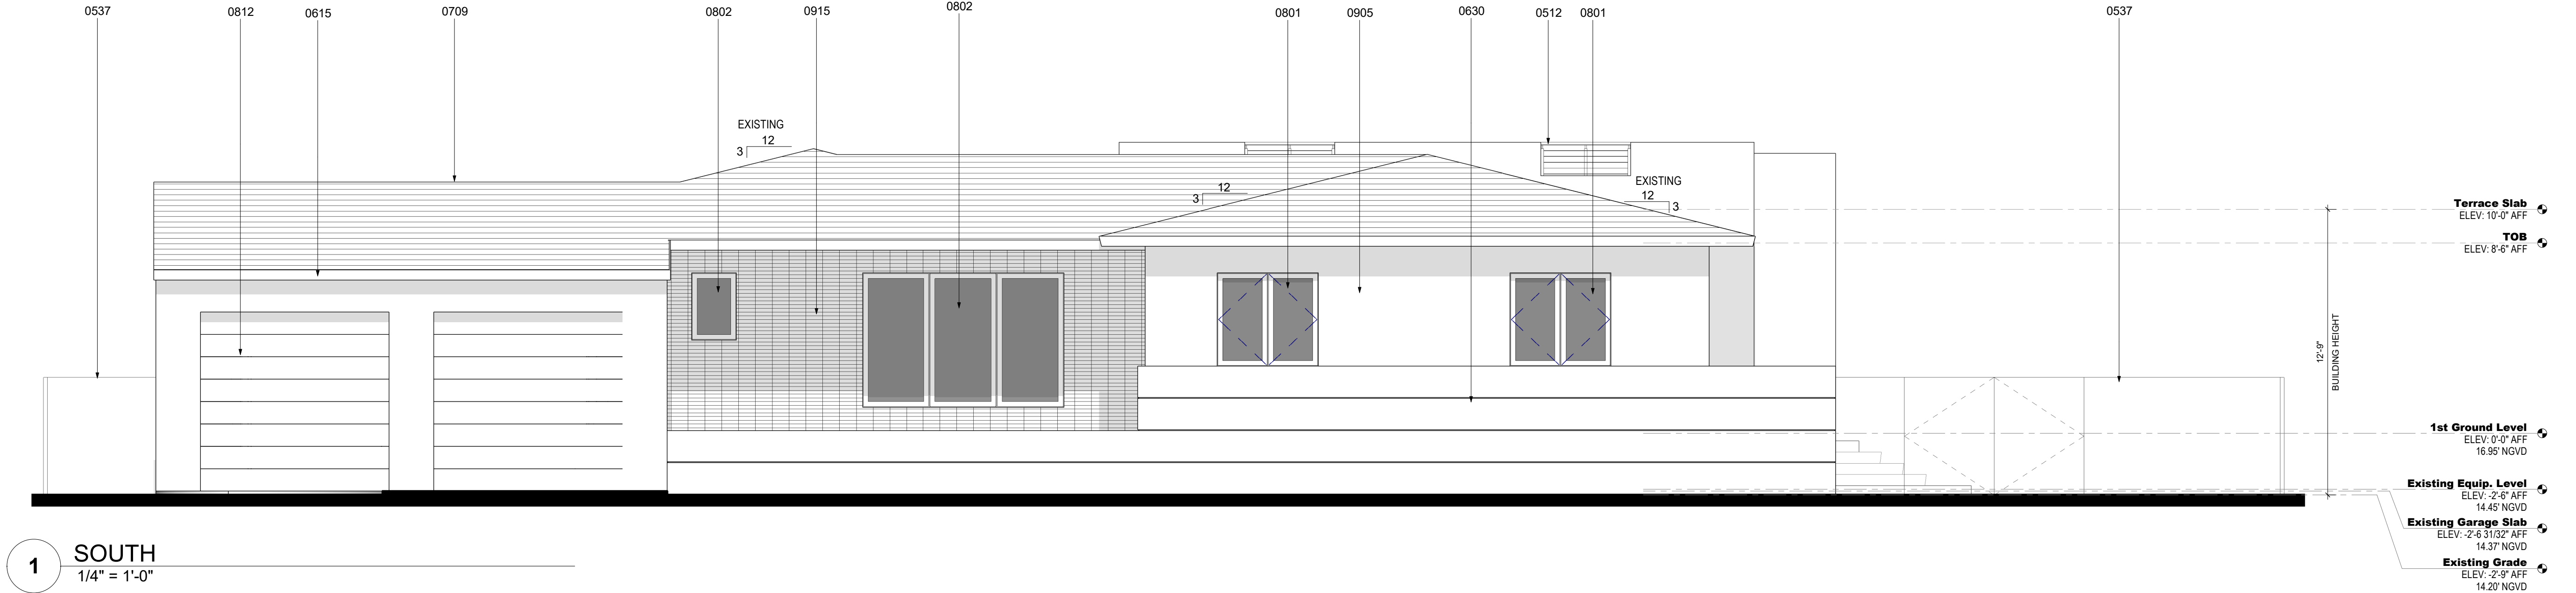 0537
0812
0615
0709
0802
0915
0802
0801
0905
0630
0512
0801
0537
EXISTING
12
3
12
3
EXISTING
12
3
Terrace Slab
ELEV: 10'-0" AFF
TOB
ELEV: 8'-6" AFF
12'-9"
BUILDING HEIGHT
1st Ground Level
ELEV: 0'-0" AFF
16.95' NGVD
Existing Equip. Level
ELEV: -2'-6" AFF
14.45' NGVD
Existing Garage Slab
ELEV: -2'-6 31/32" AFF
14.37' NGVD
Existing Grade
ELEV: -2'-9" AFF
14.20' NGVD
1
SOUTH
1/4" = 1'-0"